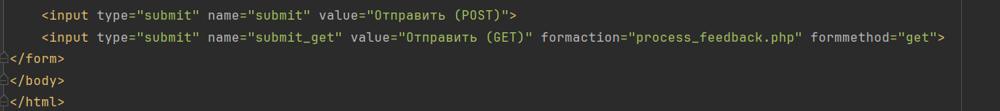 <input type="submit" name="submit" value="Отправить (POST)">
<input type="submit" name="submit_get" value="Отправить (GET)" formaction="process_feedback.php" formmethod="get">
</form>
</body>
</html>